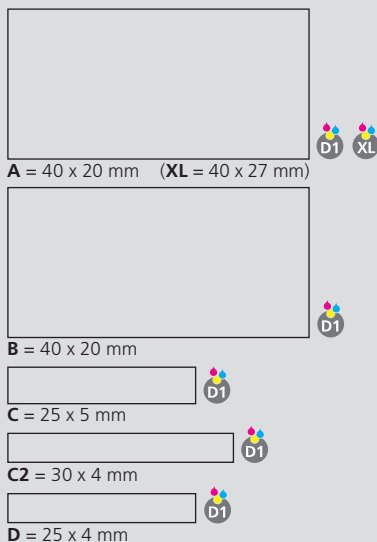 D1 XL
A = 40 x 20 mm (XL = 40 x 27 mm)
D1
B = 40 x 20 mm
D1
C = 25 x 5 mm
D1
C2 = 30 x 4 mm
D1
D = 25 x 4 mm